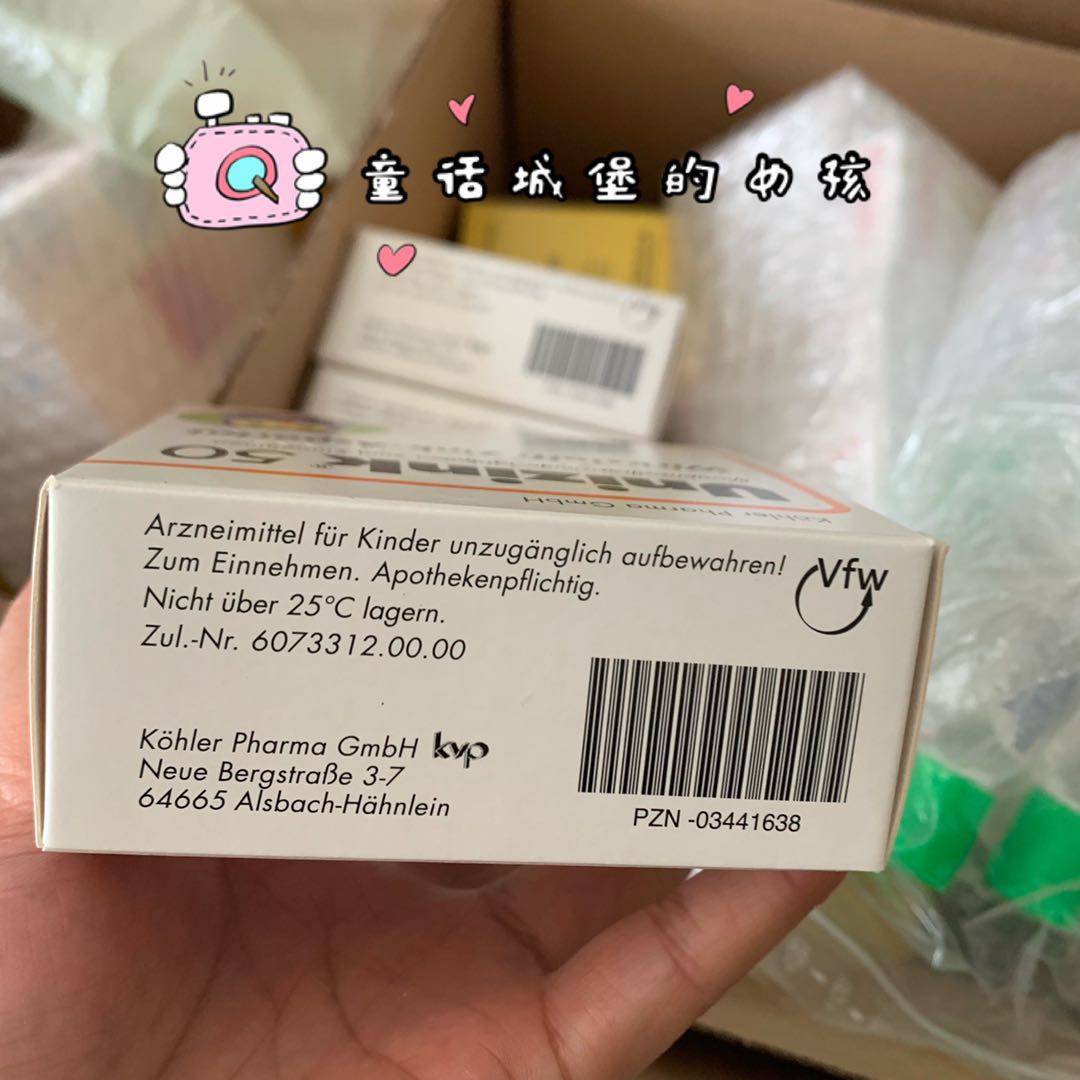 童话城堡的女孩
Unizink® 50
Köhler Pharma GmbH
Arzneimittel für Kinder unzugänglich aufbewahren!
Zum Einnehmen. Apothekenpflichtig.
Nicht über 25°C lagern.
Zul.-Nr. 6073312.00.00
Vfw
Köhler Pharma GmbH kvp
Neue Bergstraße 3-7
64665 Alsbach-Hähnlein
PZN -03441638